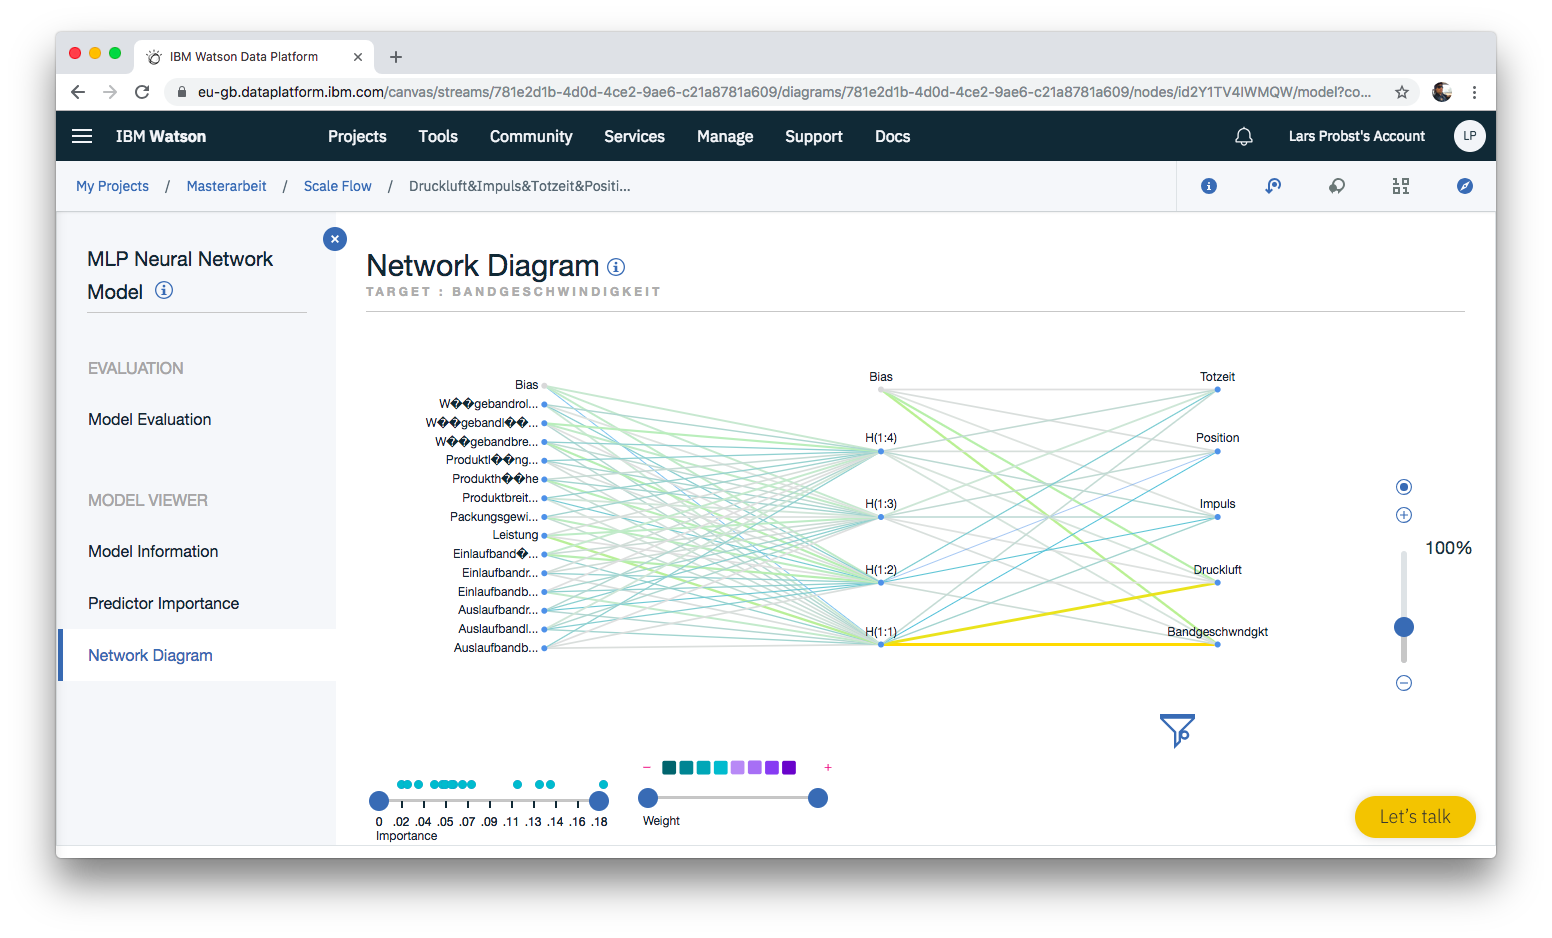 IBM Watson Data Platform
eu-gb.dataplatform.ibm.com/canvas/streams/781e2d1b-4d0d-4ce2-9ae6-c21a8781a609/diagrams/781e2d1b-4d0d-4ce2-9ae6-c21a8781a609/nodes/id2Y1TV4IWMQW/model?co...
IBM Watson Projects Tools Community Services Manage Support Docs Lars Probst's Account LP
My Projects / Masterarbeit / Scale Flow / Druckluft&Impuls&Totzeit&Positi...
MLP Neural Network
Model
EVALUATION
Model Evaluation
MODEL VIEWER
Model Information
Predictor Importance
Network Diagram
Network Diagram
TARGET : BANDGESCHWINDIGKEIT
Bias
W��gebandrol...
W��gebandl��...
W��gebandbre...
Produktl��ng...
Produkth��he
Produktbreit...
Packungsgewi...
Leistung
Einlaufband�...
Einlaufbandr...
Einlaufbandb...
Auslaufbandr...
Auslaufbandl...
Auslaufbandb...
Bias
H(1:4)
H(1:3)
H(1:2)
H(1:1)
Totzeit
Position
Impuls
Druckluft
Bandgeschwndgkt
100%
0 .02 .04 .05 .07 .09 .11 .13 .14 .16 .18
Importance
− +
Weight
Let's talk